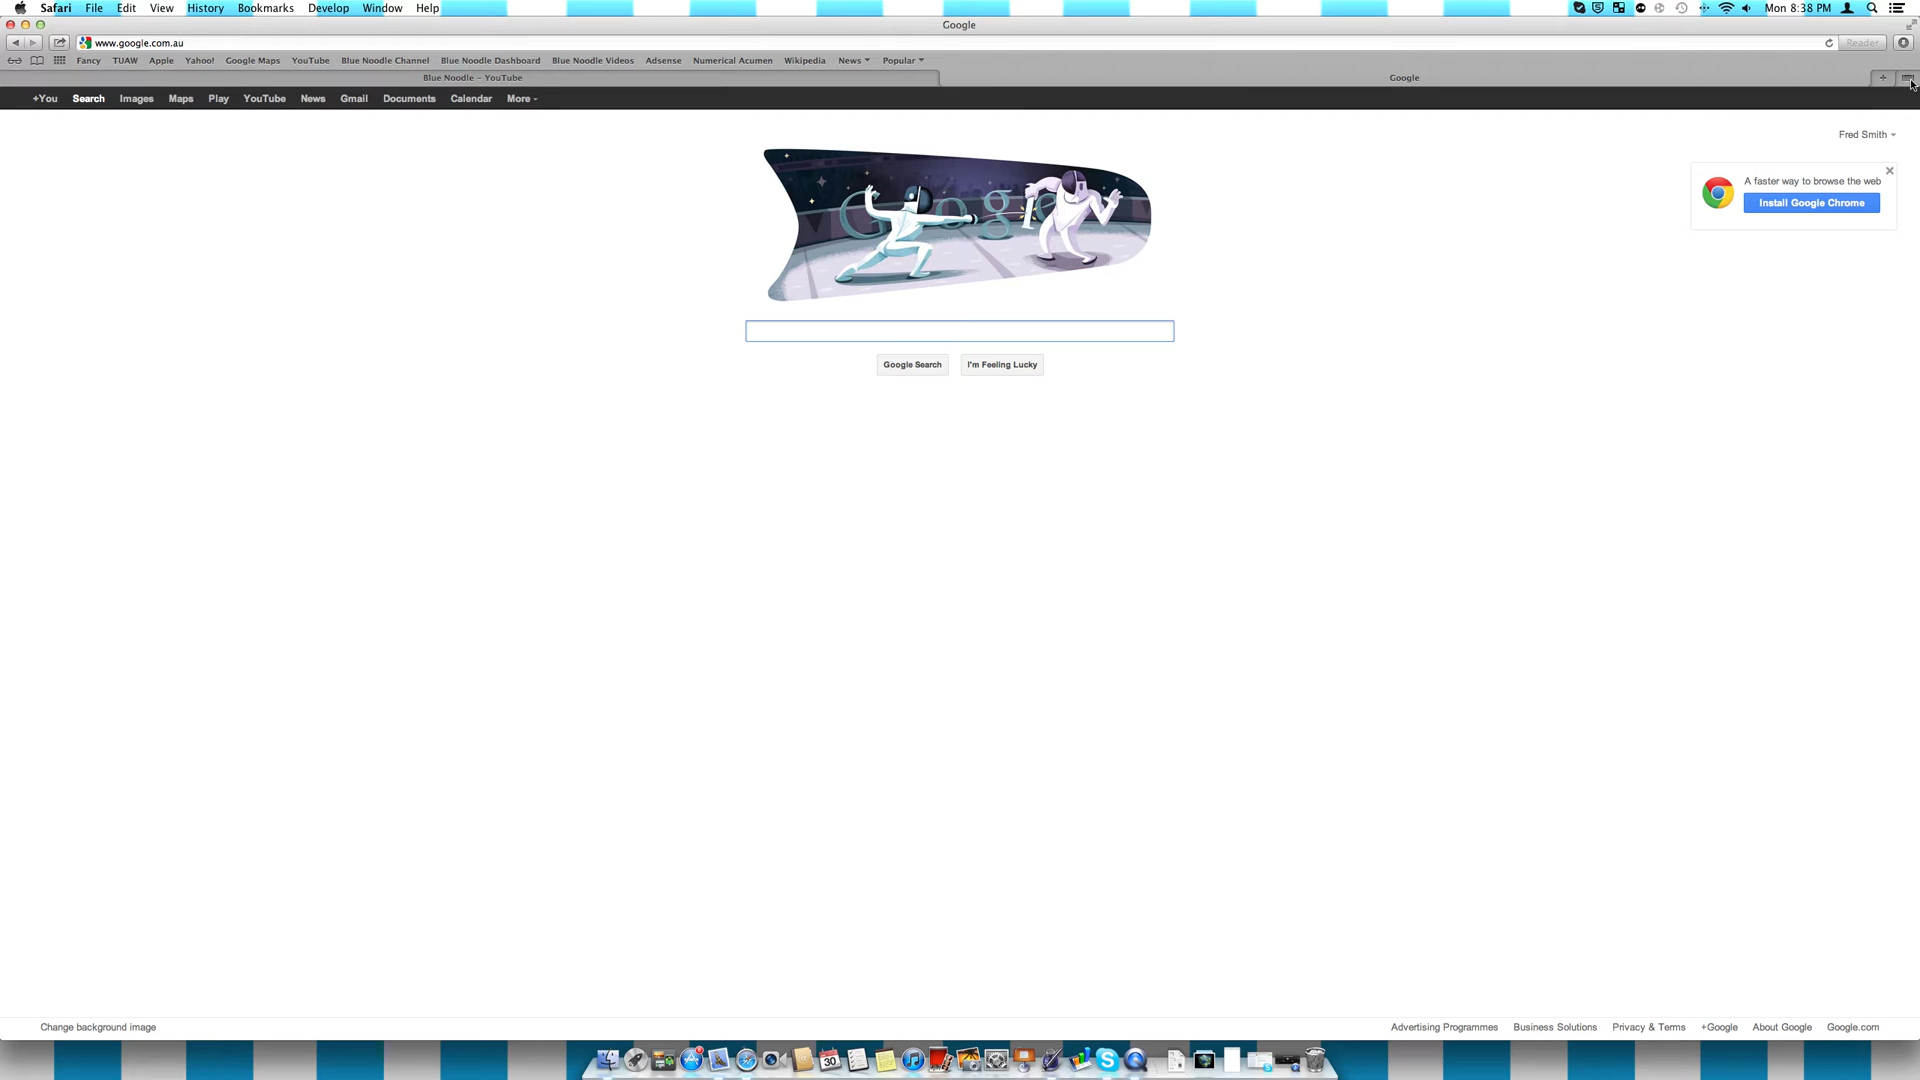 Safari File Edit View History Bookmarks Develop Window Help Mon 8:38 PM
Google
www.google.com.au Reader
Fancy TUAW Apple Yahoo! Google Maps YouTube Blue Noodle Channel Blue Noodle Dashboard Blue Noodle Videos Adsense Numerical Acumen Wikipedia News Popular
Blue Noodle – YouTube Google +
+You Search Images Maps Play YouTube News Gmail Documents Calendar More
Fred Smith
A faster way to browse the web
Install Google Chrome
Google
Google Search I'm Feeling Lucky
Change background image Advertising Programmes Business Solutions Privacy & Terms +Google About Google Google.com
30